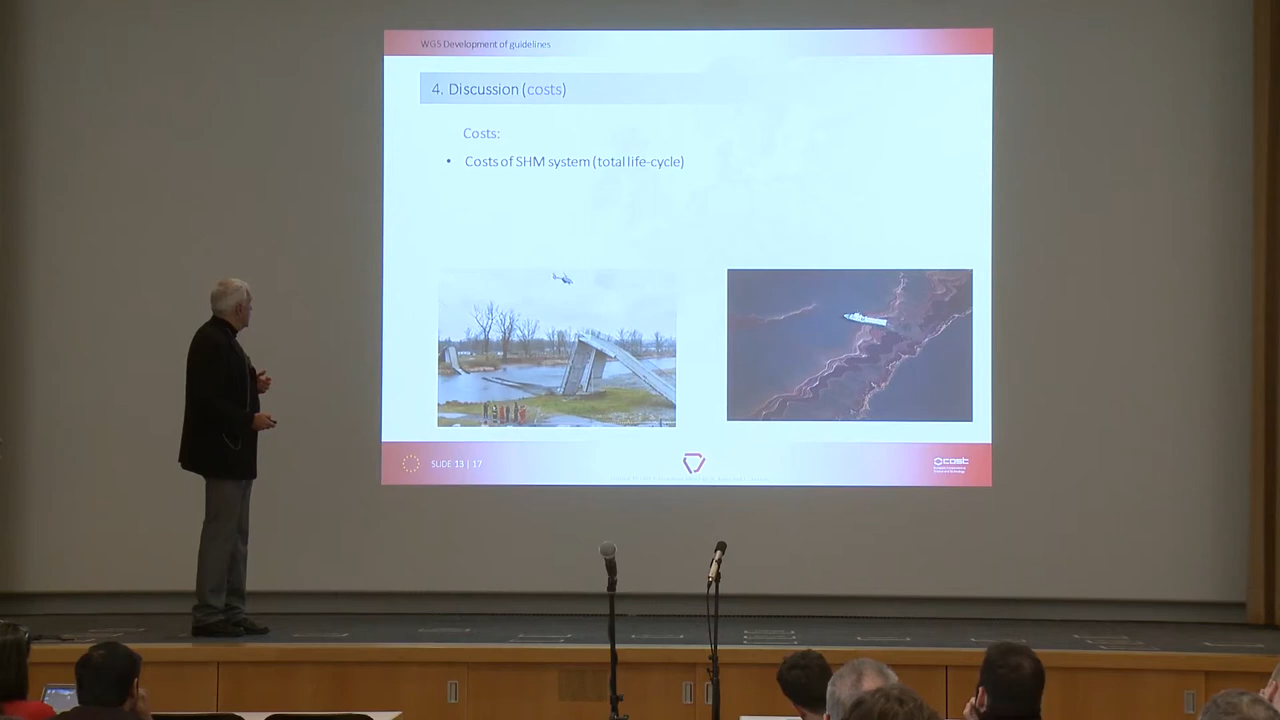 WG5 Development of guidelines
4. Discussion (costs)
Costs:
• Costs of SHM system (total life-cycle)
SLIDE 13 | 17
cost